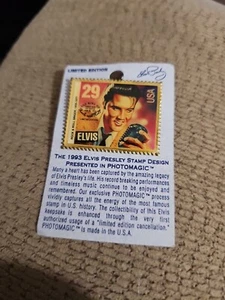 LIMITED EDITION
29
USA
ELVIS
THE 1993 ELVIS PRESLEY STAMP DESIGN
PRESENTED IN PHOTOMAGIC™
Many a heart has been captured by the amazing legacy
of Elvis Presley's life. His record breaking performances
and timeless music continue to be enjoyed and
remembered. Our exclusive PHOTOMAGIC™ process
vividly captures all the energy of the most famous
stamp in U.S. history. The collectibility of this Elvis
keepsake is enhanced through the very first
authorized usage of a "limited edition cancellation."
PHOTOMAGIC™ is made in the U.S.A.